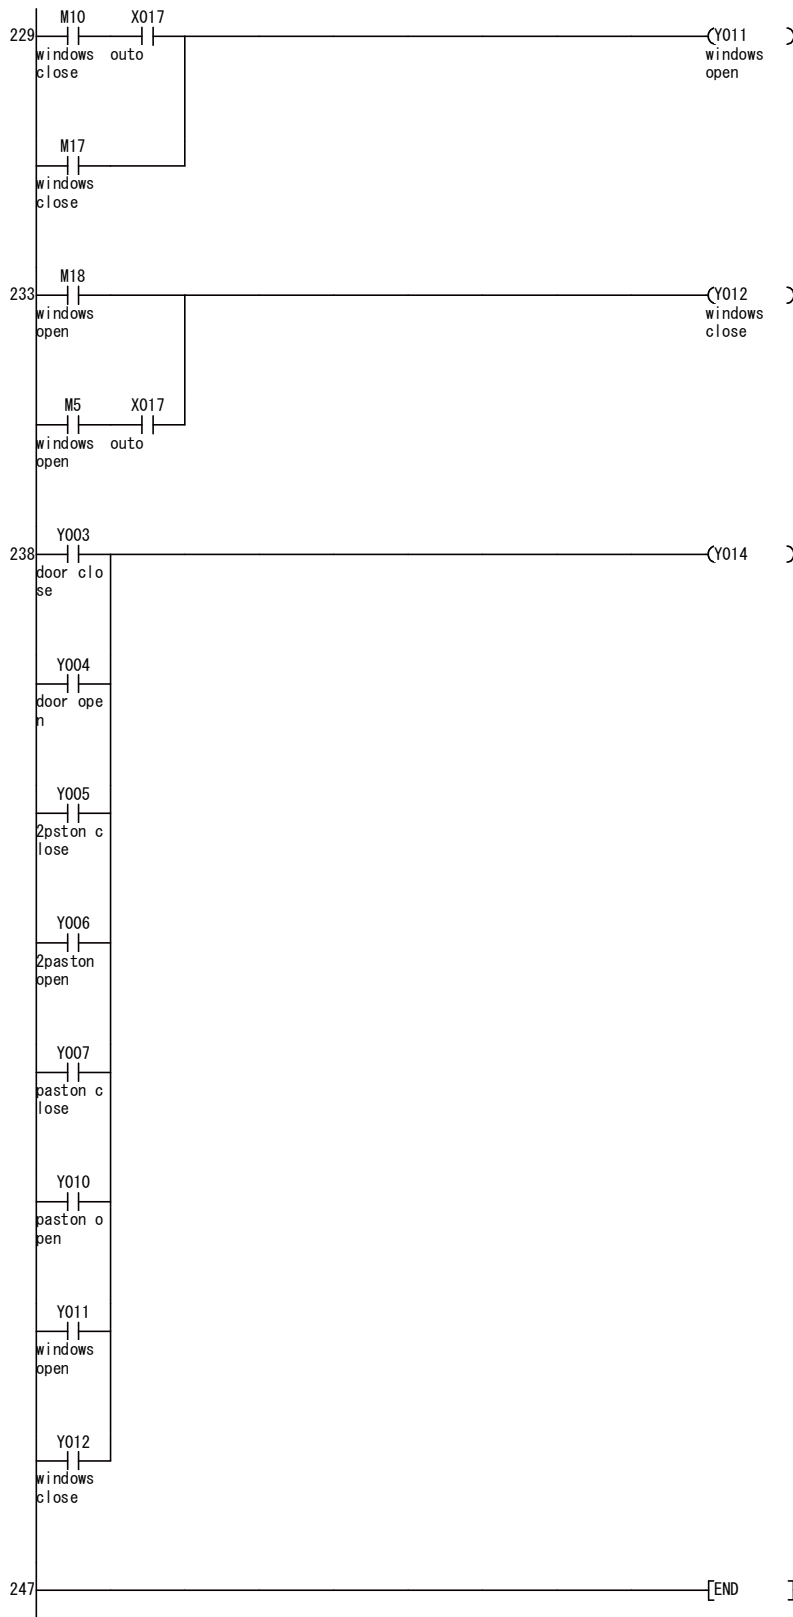 M10 X017
229 (Y011 )
windows outo windows
close open
M17
windows
close
M18
233 (Y012 )
windows windows
open close
M5 X017
windows outo
open
Y003
238 (Y014 )
door clo
se
Y004
door ope
n
Y005
2pston c
lose
Y006
2paston
open
Y007
paston c
lose
Y010
paston o
pen
Y011
windows
open
Y012
windows
close
247 [END ]